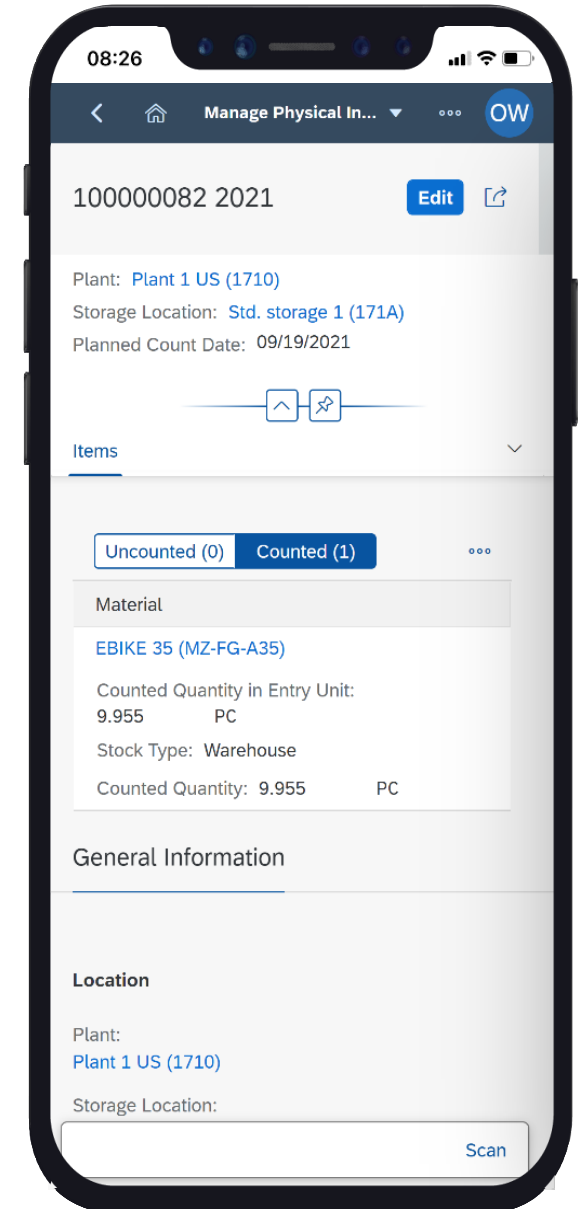 08:26
Manage Physical In...
OW
100000082 2021
Edit
Plant: Plant 1 US (1710)
Storage Location: Std. storage 1 (171A)
Planned Count Date: 09/19/2021
Items
Uncounted (0) Counted (1)
Material
EBIKE 35 (MZ-FG-A35)
Counted Quantity in Entry Unit:
9.955 PC
Stock Type: Warehouse
Counted Quantity: 9.955 PC
General Information
Location
Plant:
Plant 1 US (1710)
Storage Location:
Scan